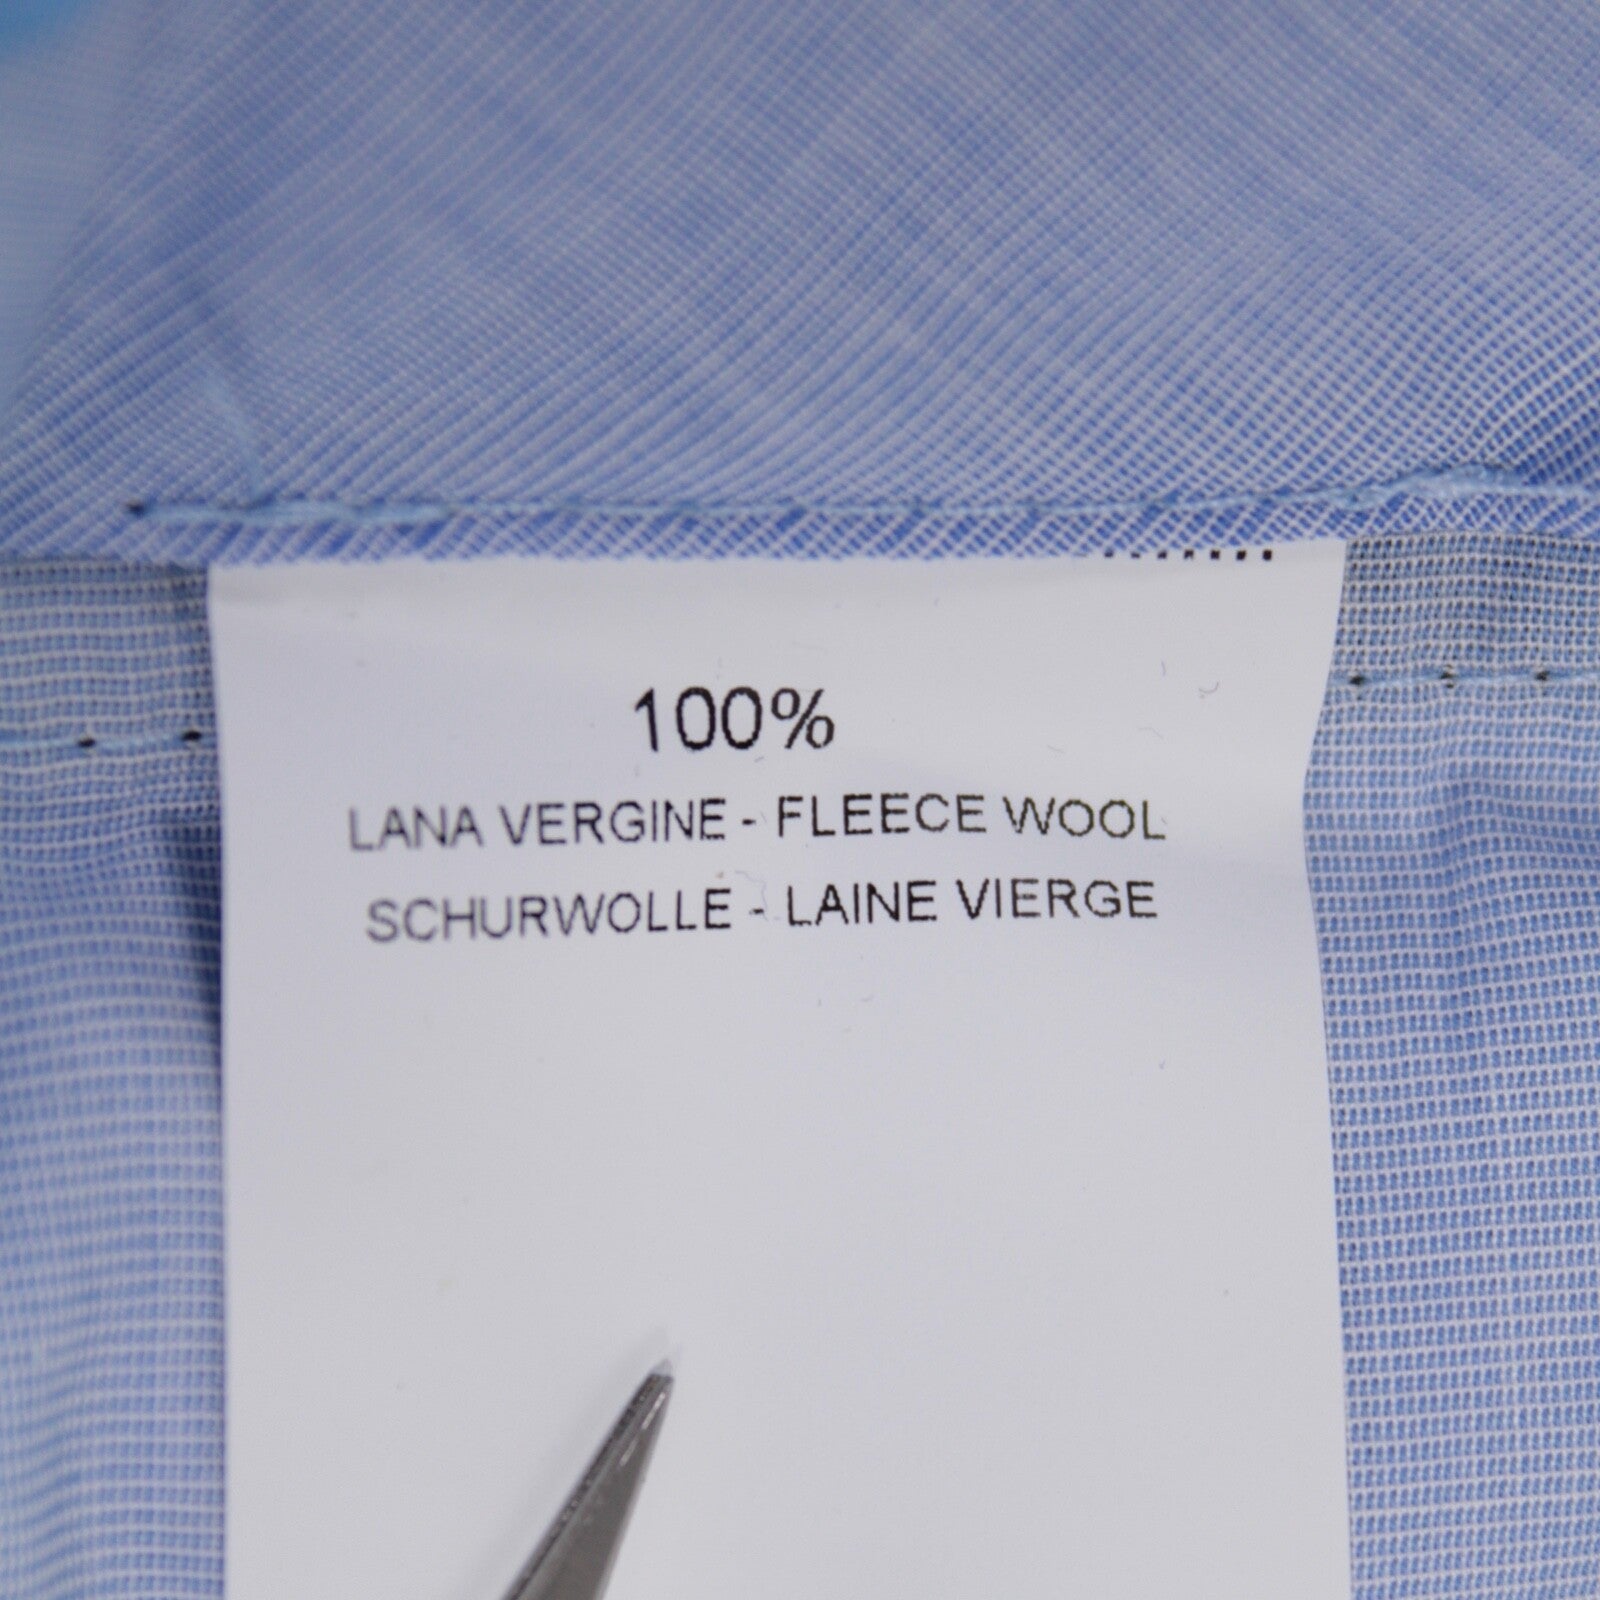 100%
LANA VERGINE - FLEECE WOOL
SCHURWOLLE - LAINE VIERGE